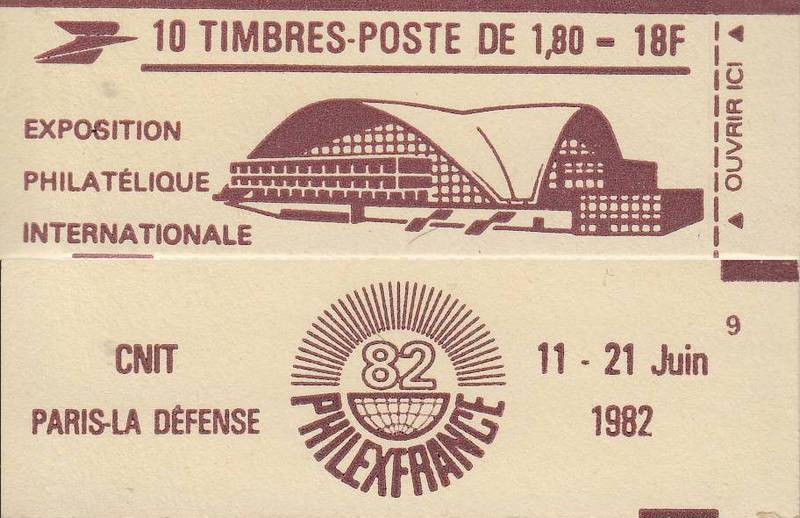 10 TIMBRES-POSTE DE 1,80 - 18F
EXPOSITION
PHILATÉLIQUE
INTERNATIONALE
OUVRIR ICI
CNIT
PARIS-LA DÉFENSE
82
PHILEXFRANCE
9
11 - 21 Juin
1982